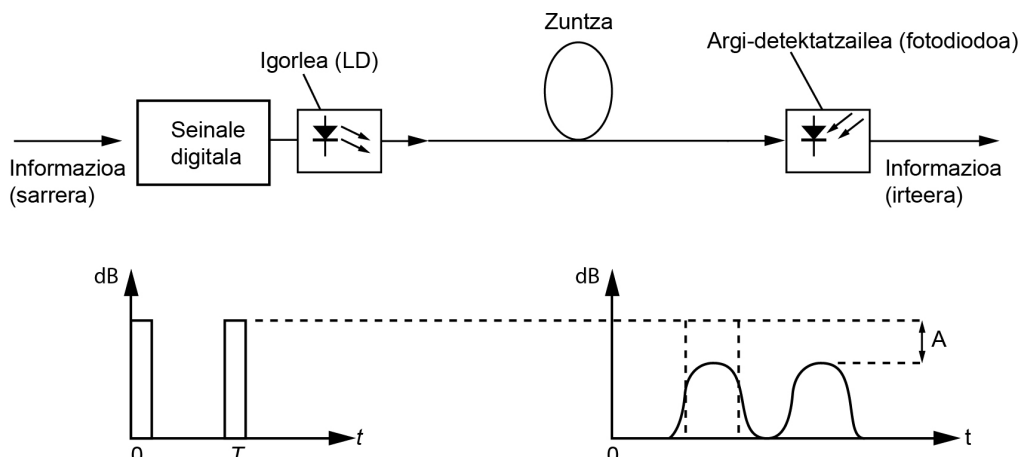 Zuntza
Igorlea (LD)
Argi-detektatzailea (fotodiodoa)
Seinale
digitala
Informazioa
(sarrera)
Informazioa
(irteera)
dB
dB
A
t
t
0
T
0